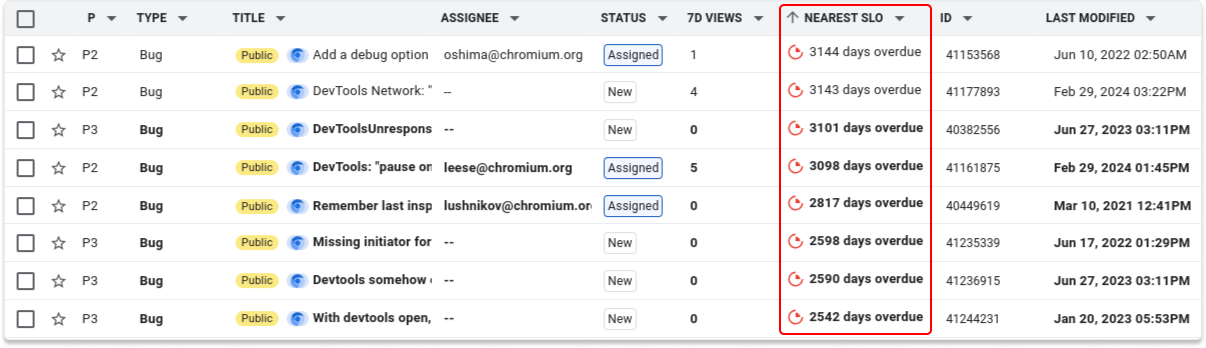 P TYPE TITLE ASSIGNEE STATUS 7D VIEWS NEAREST SLO ID LAST MODIFIED
P2 Bug Public Add a debug option oshima@chromium.org Assigned 1 3144 days overdue 41153568 Jun 10, 2022 02:50AM
P2 Bug Public DevTools Network: " -- New 4 3143 days overdue 41177893 Feb 29, 2024 03:22PM
P3 Bug Public DevToolsUnrespons -- New 0 3101 days overdue 40382556 Jun 27, 2023 03:11PM
P2 Bug Public DevTools: "pause on leese@chromium.org Assigned 5 3098 days overdue 41161875 Feb 29, 2024 01:45PM
P2 Bug Public Remember last insp lushnikov@chromium.or Assigned 0 2817 days overdue 40449619 Mar 10, 2021 12:41PM
P3 Bug Public Missing initiator for -- New 0 2598 days overdue 41235339 Jun 17, 2022 01:29PM
P3 Bug Public Devtools somehow -- New 0 2590 days overdue 41236915 Jun 27, 2023 03:11PM
P3 Bug Public With devtools open, -- New 0 2542 days overdue 41244231 Jan 20, 2023 05:53PM